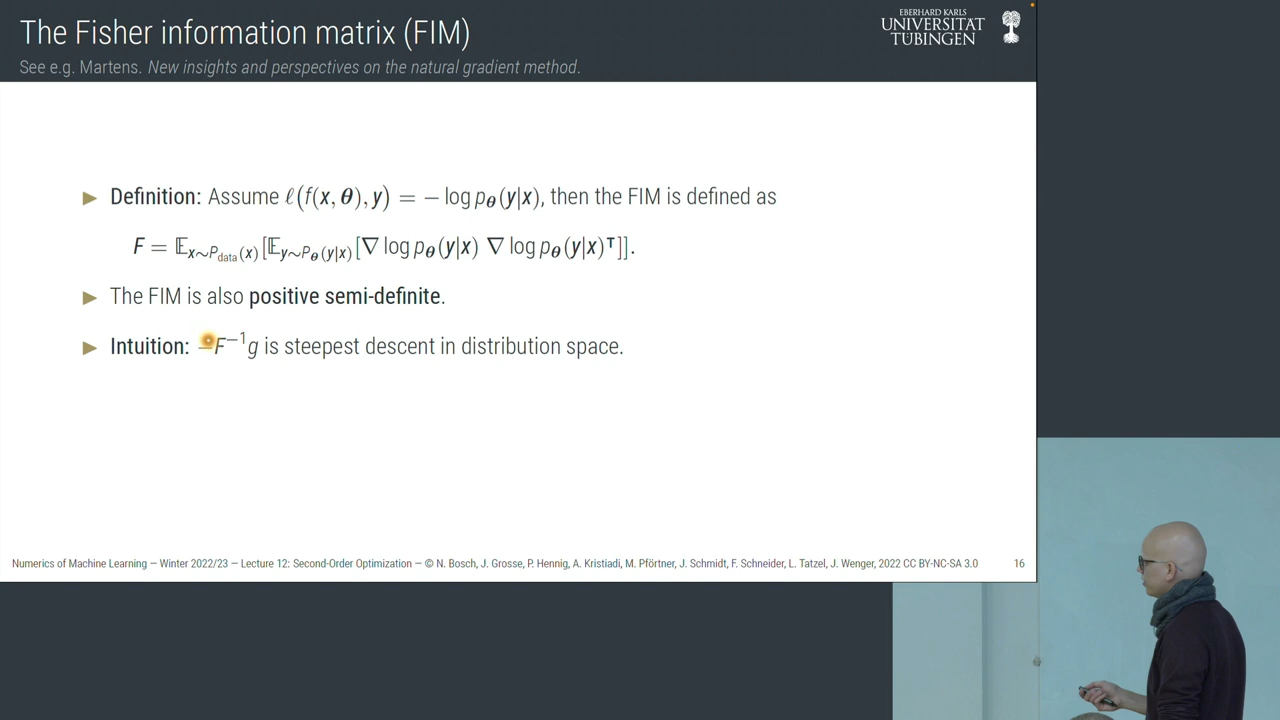 The Fisher information matrix (FIM)
See e.g. Martens. New insights and perspectives on the natural gradient method.
EBERHARD KARLS
UNIVERSITÄT
TÜBINGEN
▶ Definition: Assume ℓ(f(x, θ), y) = − log p_θ(y|x), then the FIM is defined as
F = 𝔼_{x∼P_data(x)}[𝔼_{y∼P_θ(y|x)}[∇ log p_θ(y|x) ∇ log p_θ(y|x)^⊤]].
▶ The FIM is also positive semi-definite.
▶ Intuition: −F⁻¹g is steepest descent in distribution space.
Numerics of Machine Learning — Winter 2022/23 — Lecture 12: Second-Order Optimization — © N. Bosch, J. Grosse, P. Hennig, A. Kristiadi, M. Pförtner, J. Schmidt, F. Schneider, L. Tatzel, J. Wenger, 2022 CC BY-NC-SA 3.0 16